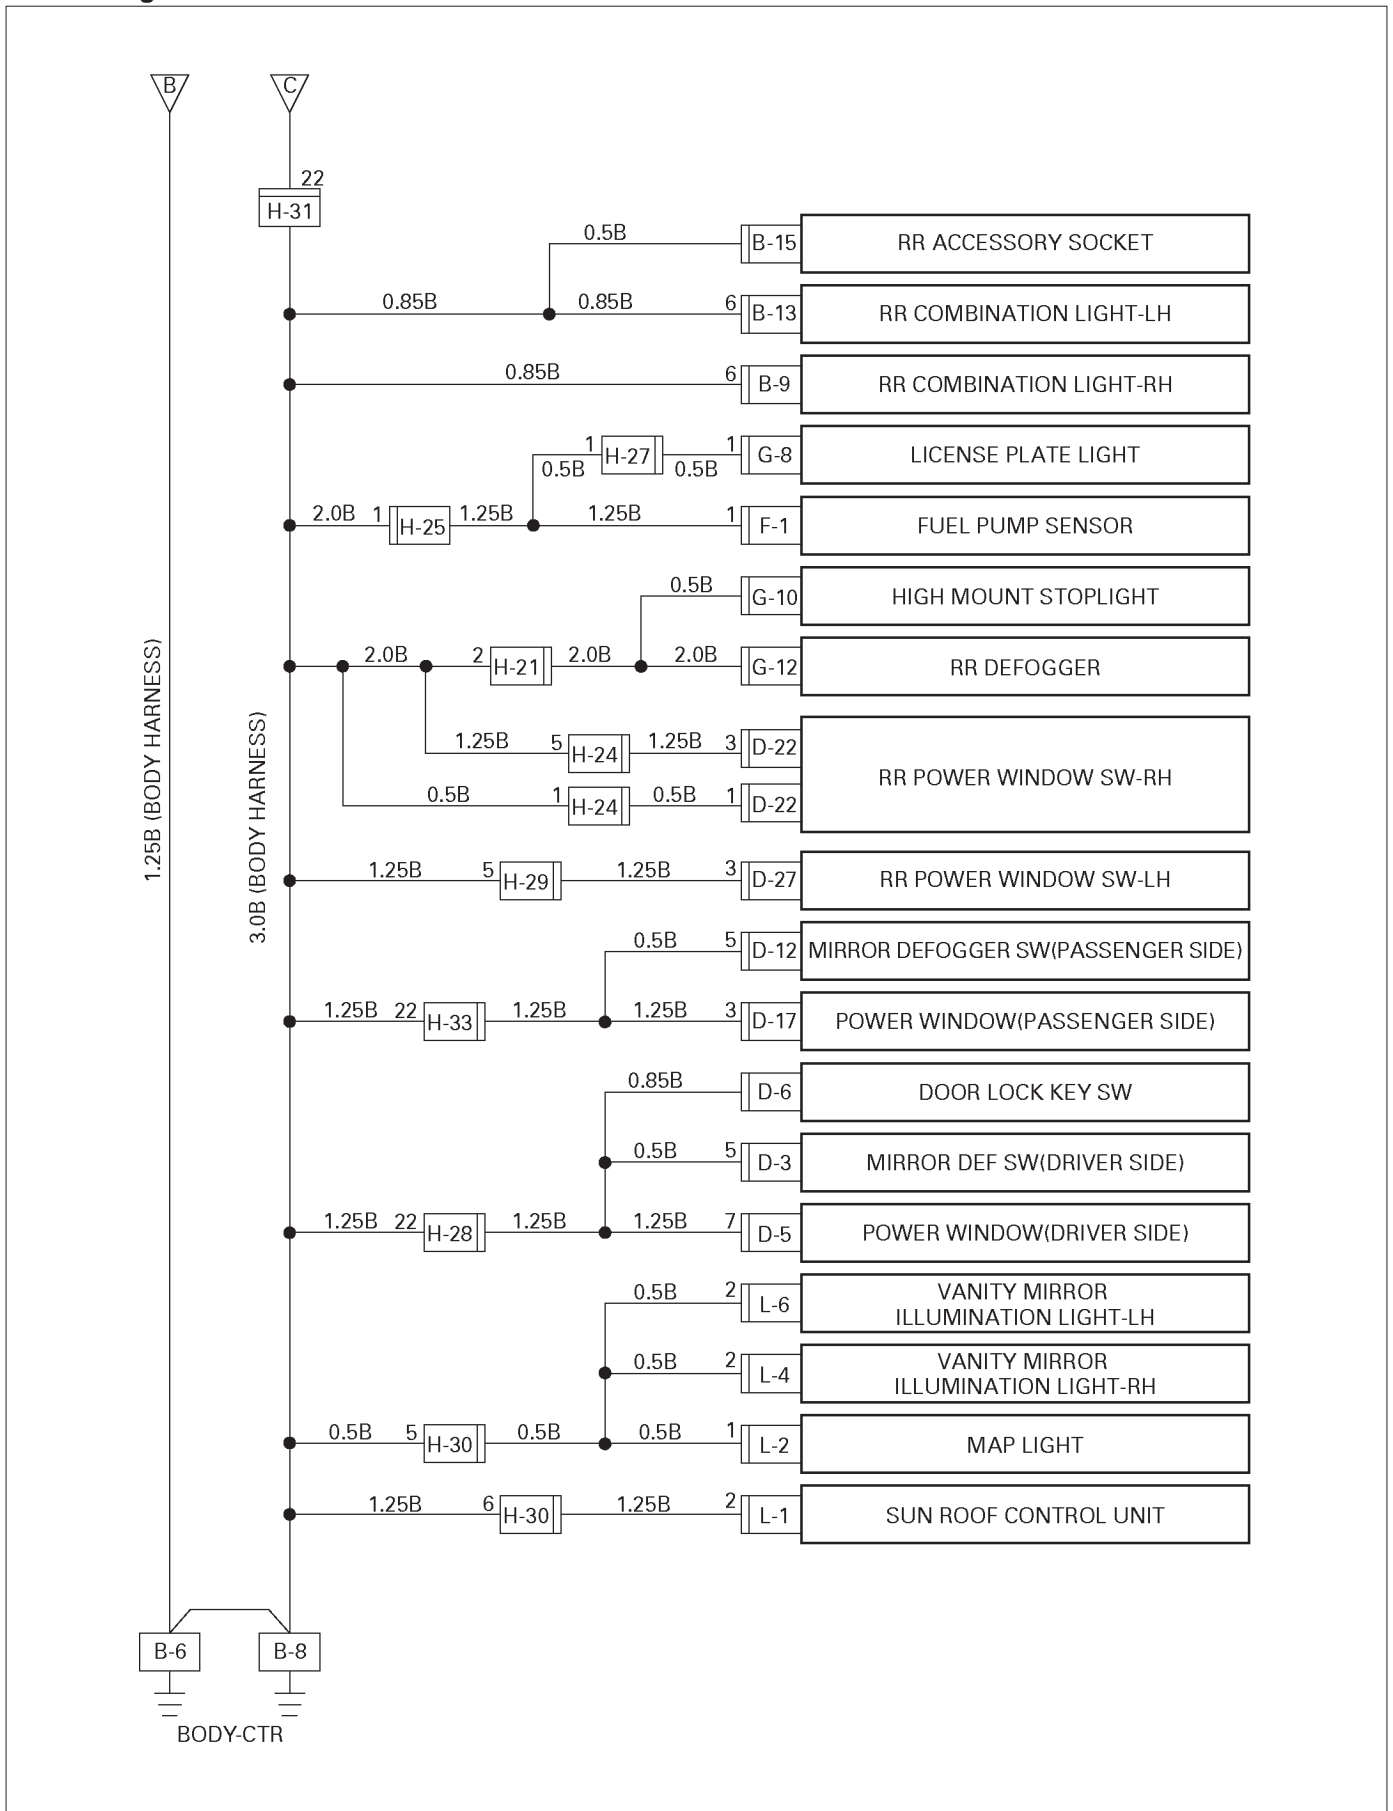 B C
22
H-31
0.5B B-15 RR ACCESSORY SOCKET
0.85B 0.85B 6 B-13 RR COMBINATION LIGHT-LH
0.85B 6 B-9 RR COMBINATION LIGHT-RH
1 H-27 1 G-8 LICENSE PLATE LIGHT
0.5B 0.5B
2.0B 1 H-25 1.25B 1.25B 1 F-1 FUEL PUMP SENSOR
0.5B G-10 HIGH MOUNT STOPLIGHT
2.0B 2 H-21 2.0B 2.0B G-12 RR DEFOGGER
1.25B 5 H-24 1.25B 3 D-22
RR POWER WINDOW SW-RH
0.5B 1 H-24 0.5B 1 D-22
1.25B (BODY HARNESS)
3.0B (BODY HARNESS)
1.25B 5 H-29 1.25B 3 D-27 RR POWER WINDOW SW-LH
0.5B 5 D-12 MIRROR DEFOGGER SW(PASSENGER SIDE)
1.25B 22 H-33 1.25B 1.25B 3 D-17 POWER WINDOW(PASSENGER SIDE)
0.85B D-6 DOOR LOCK KEY SW
0.5B 5 D-3 MIRROR DEF SW(DRIVER SIDE)
1.25B 22 H-28 1.25B 1.25B 7 D-5 POWER WINDOW(DRIVER SIDE)
0.5B 2 L-6 VANITY MIRROR
ILLUMINATION LIGHT-LH
0.5B 2 L-4 VANITY MIRROR
ILLUMINATION LIGHT-RH
0.5B 5 H-30 0.5B 0.5B 1 L-2 MAP LIGHT
1.25B 6 H-30 1.25B 2 L-1 SUN ROOF CONTROL UNIT
B-6 B-8
BODY-CTR